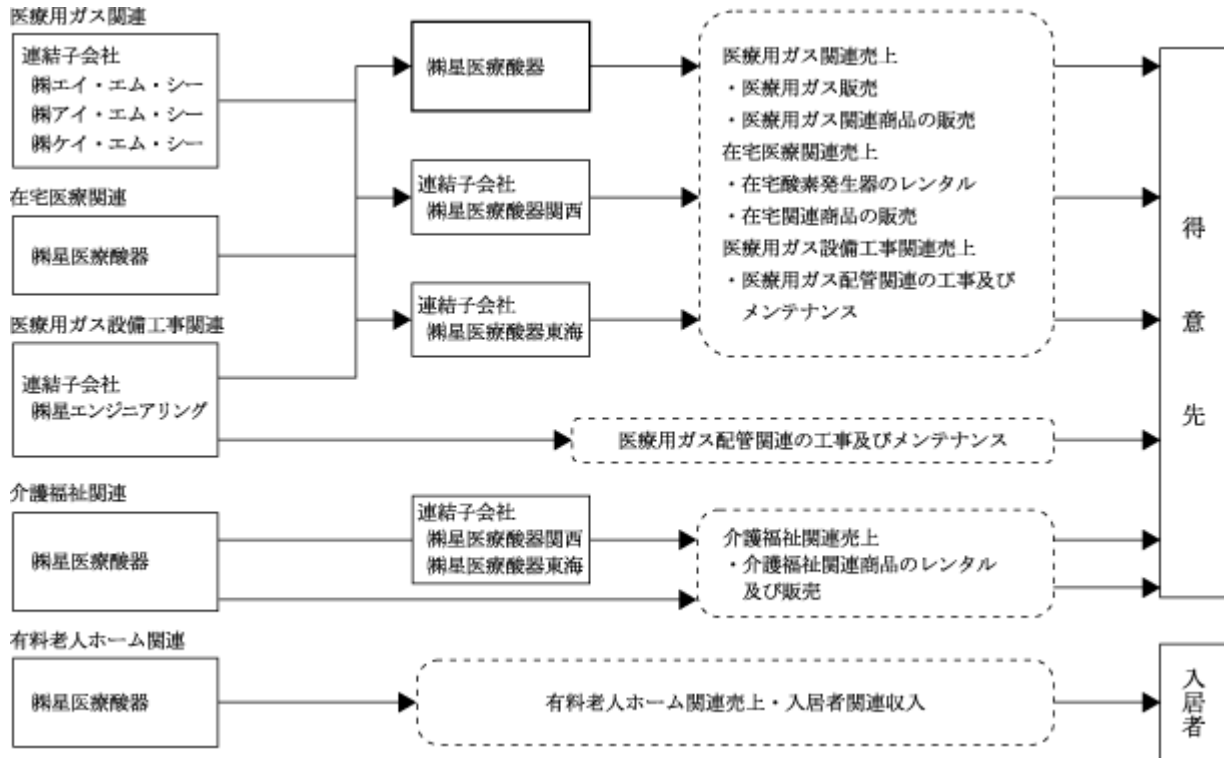 医療用ガス関連
連結子会社
㈱エイ・エム・シー
㈱アイ・エム・シー
㈱ケイ・エム・シー
在宅医療関連
㈱星医療酸器
医療用ガス設備工事関連
連結子会社
㈱星エンジニアリング
㈱星医療酸器
連結子会社
㈱星医療酸器関西
連結子会社
㈱星医療酸器東海
医療用ガス関連売上
・医療用ガス販売
・医療用ガス関連商品の販売
在宅医療関連売上
・在宅酸素発生器のレンタル
・在宅関連商品の販売
医療用ガス設備工事関連売上
・医療用ガス配管関連の工事及び
メンテナンス
医療用ガス配管関連の工事及びメンテナンス
介護福祉関連
㈱星医療酸器
連結子会社
㈱星医療酸器関西
㈱星医療酸器東海
介護福祉関連売上
・介護福祉関連商品のレンタル
及び販売
得意先
有料老人ホーム関連
㈱星医療酸器
有料老人ホーム関連売上・入居者関連収入
入居者